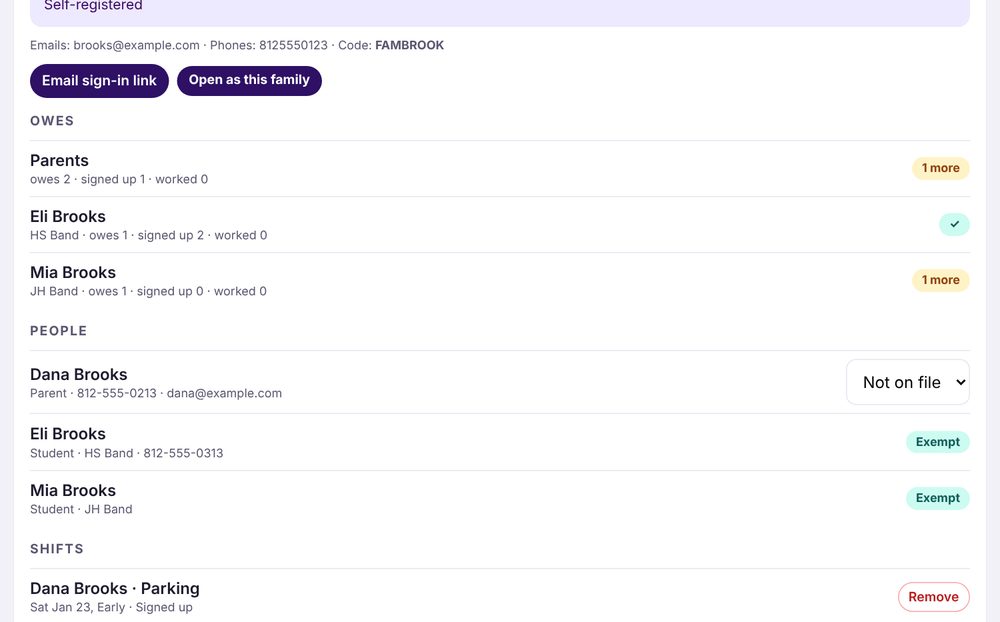 Self-registered
Emails: brooks@example.com · Phones: 8125550123 · Code: FAMBROOK
Email sign-in link
Open as this family
OWES
Parents
1 more
owes 2 · signed up 1 · worked 0
Eli Brooks
✓
HS Band · owes 1 · signed up 2 · worked 0
Mia Brooks
1 more
JH Band · owes 1 · signed up 0 · worked 0
PEOPLE
Dana Brooks
Not on file
Parent · 812-555-0213 · dana@example.com
Eli Brooks
Exempt
Student · HS Band · 812-555-0313
Mia Brooks
Exempt
Student · JH Band
SHIFTS
Dana Brooks · Parking
Remove
Sat Jan 23, Early · Signed up